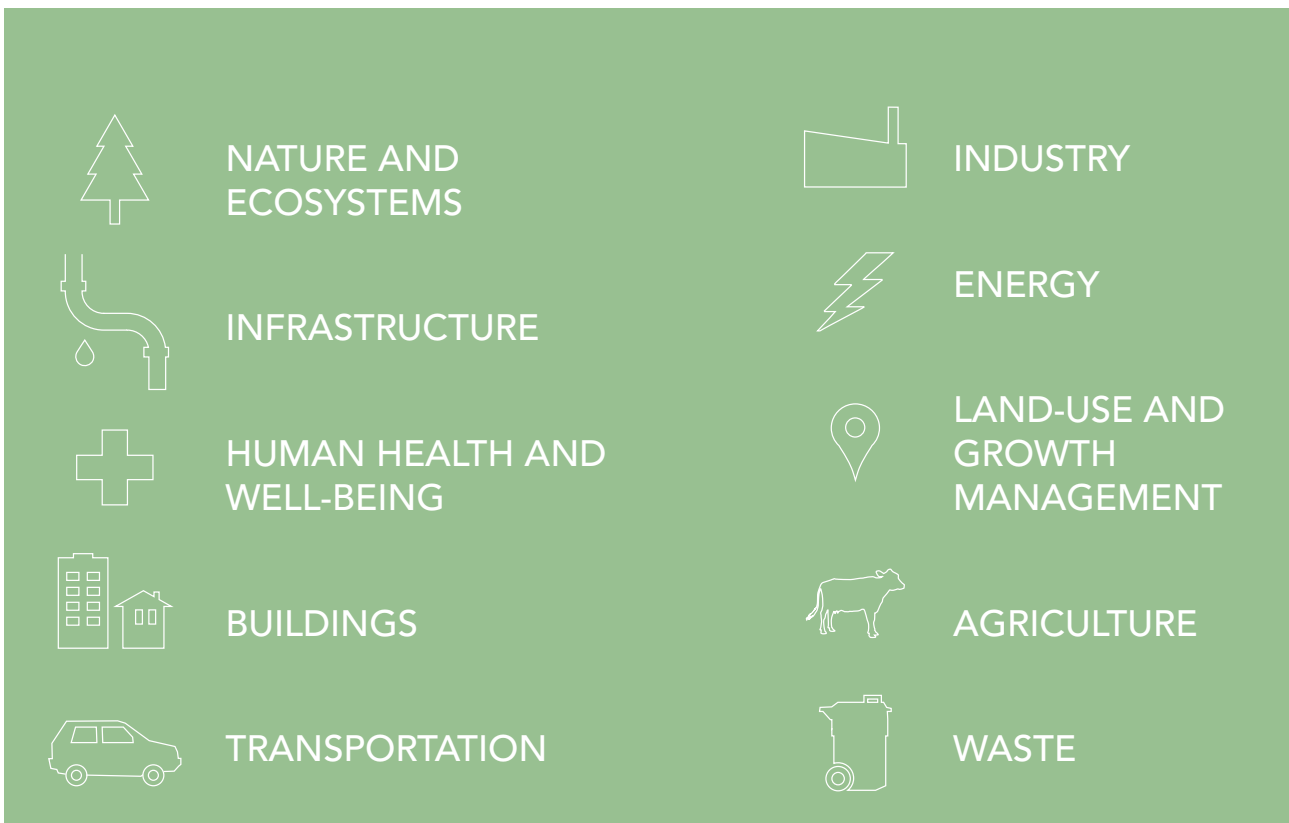 NATURE AND
ECOSYSTEMS
INFRASTRUCTURE
HUMAN HEALTH AND
WELL-BEING
BUILDINGS
TRANSPORTATION
INDUSTRY
ENERGY
LAND-USE AND
GROWTH
MANAGEMENT
AGRICULTURE
WASTE